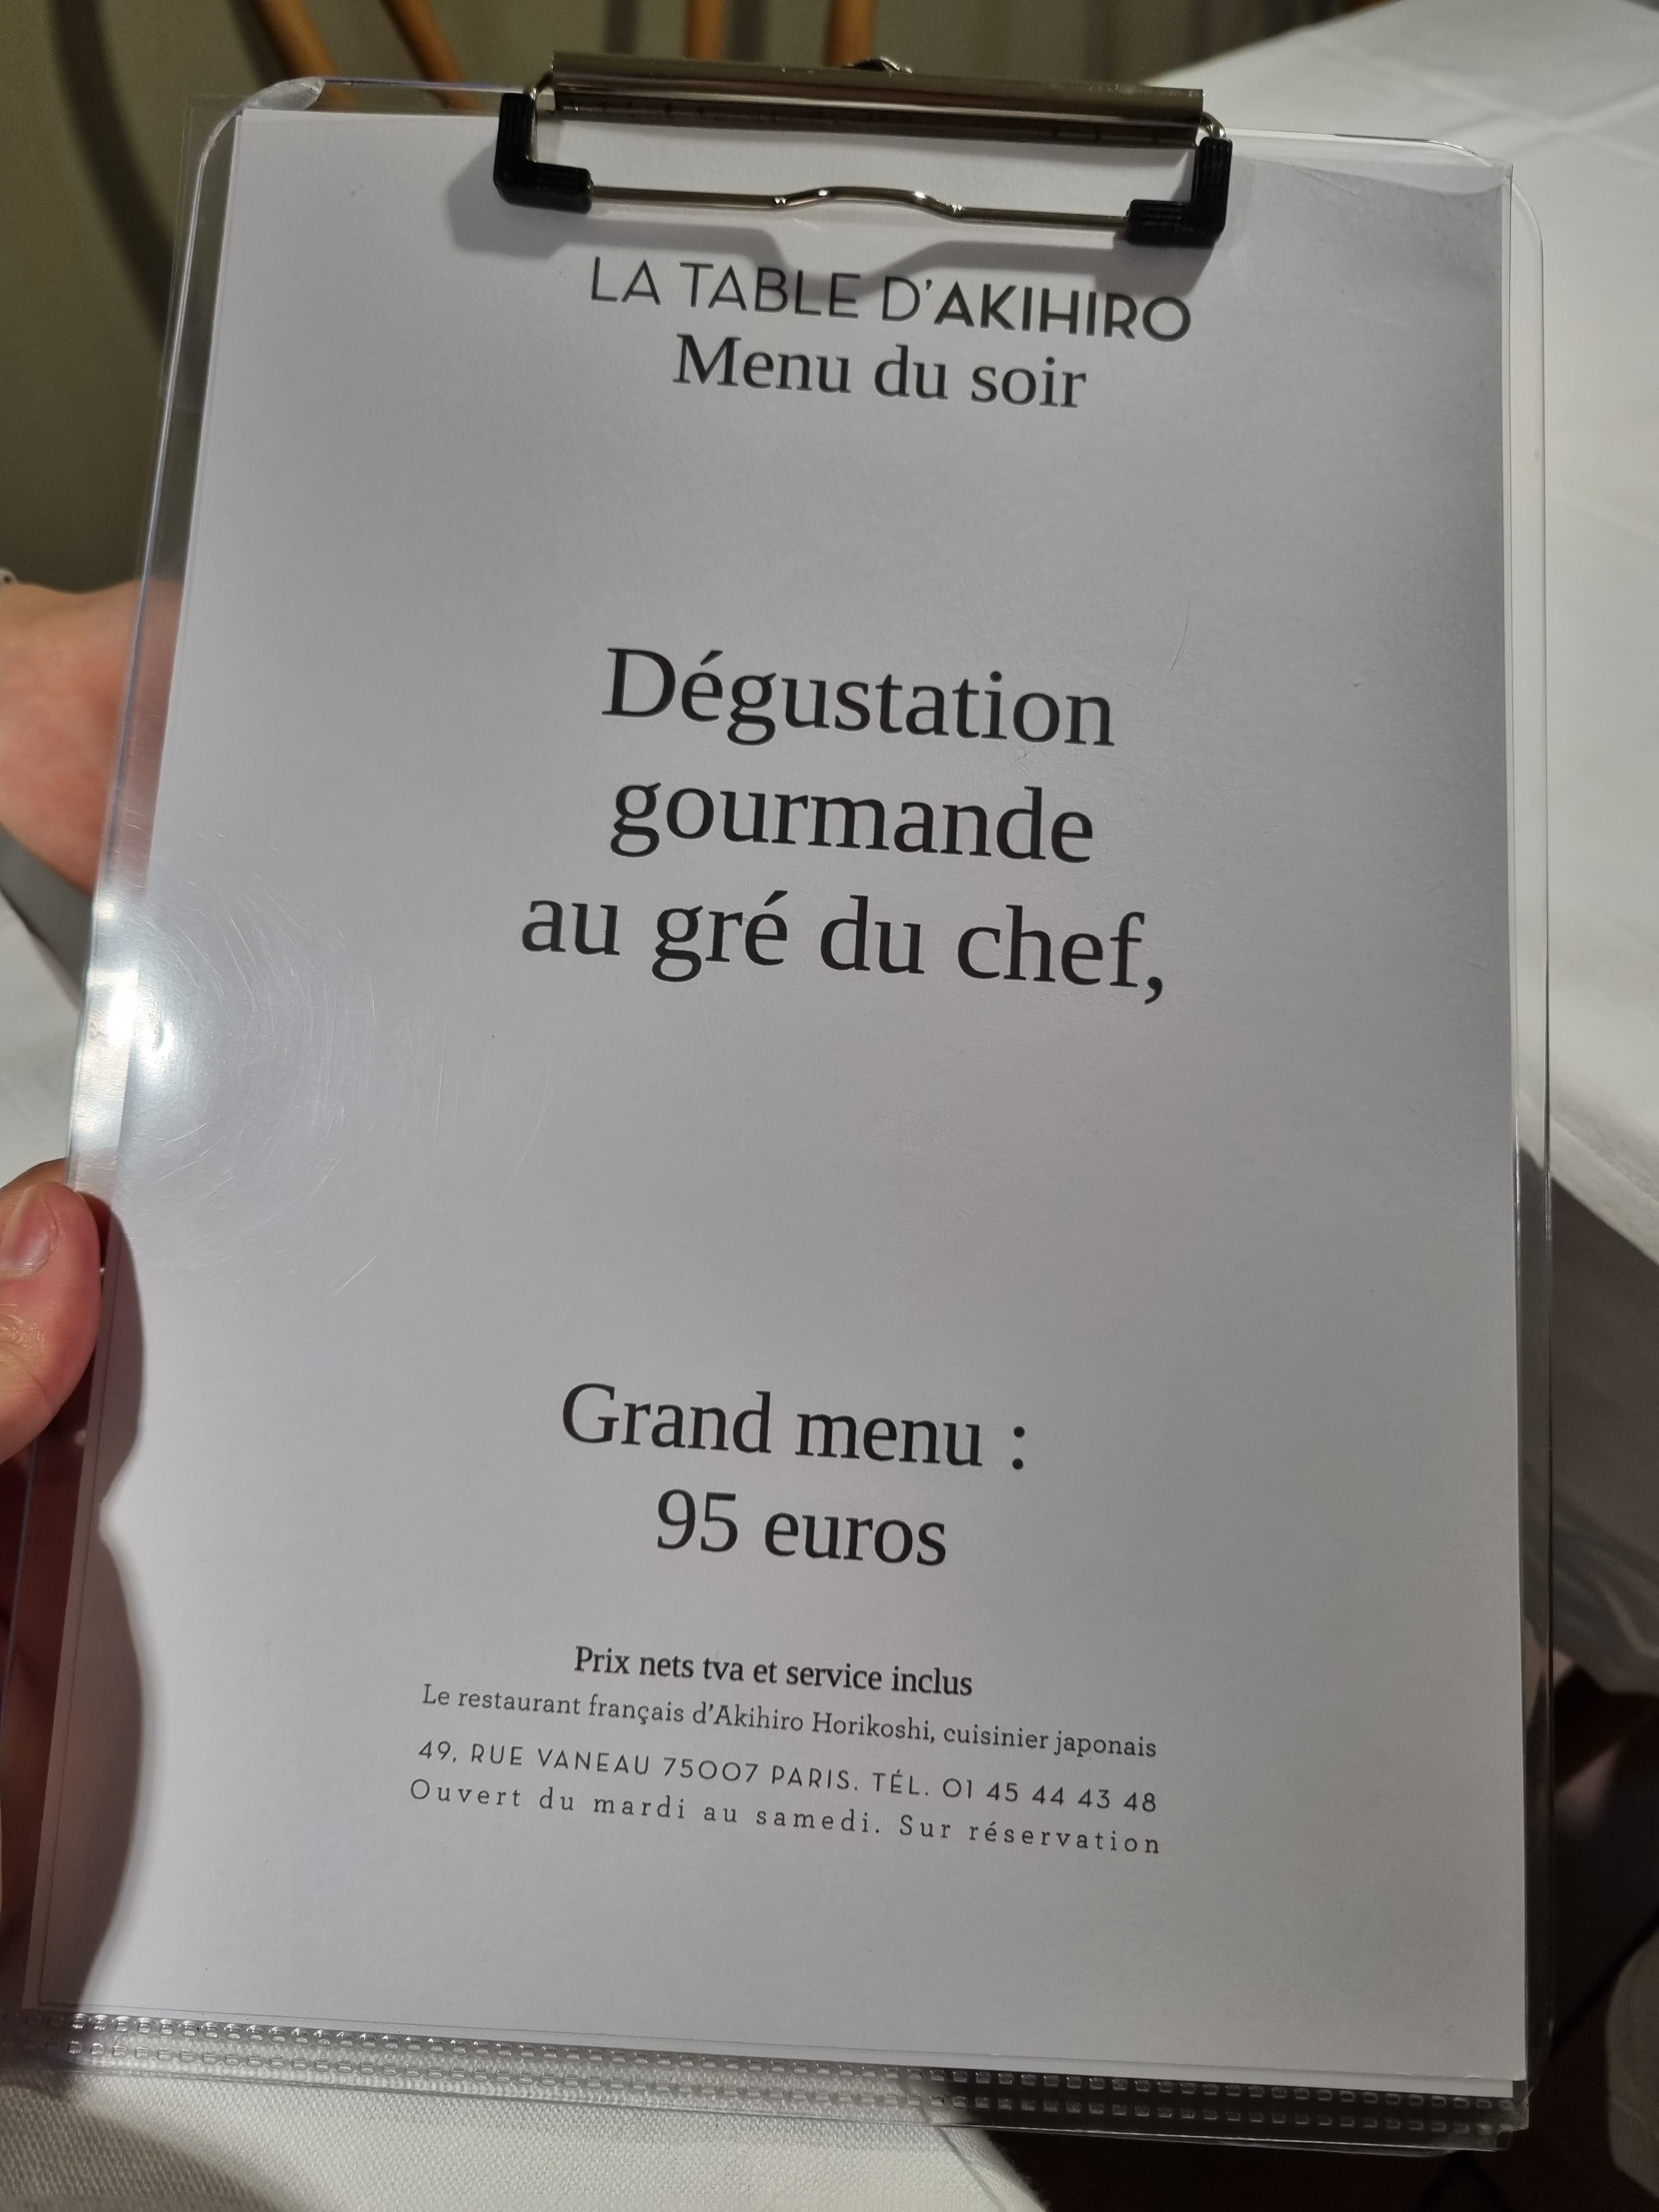 LA TABLE D'AKIHIRO
Menu du soir
Dégustation
gourmande
au gré du chef,
Grand menu :
95 euros
Prix nets tva et service inclus
Le restaurant français d'Akihiro Horikoshi, cuisinier japonais
49, RUE VANEAU 75007 PARIS. TÉL. 01 45 44 43 48
Ouvert du mardi au samedi. Sur réservation